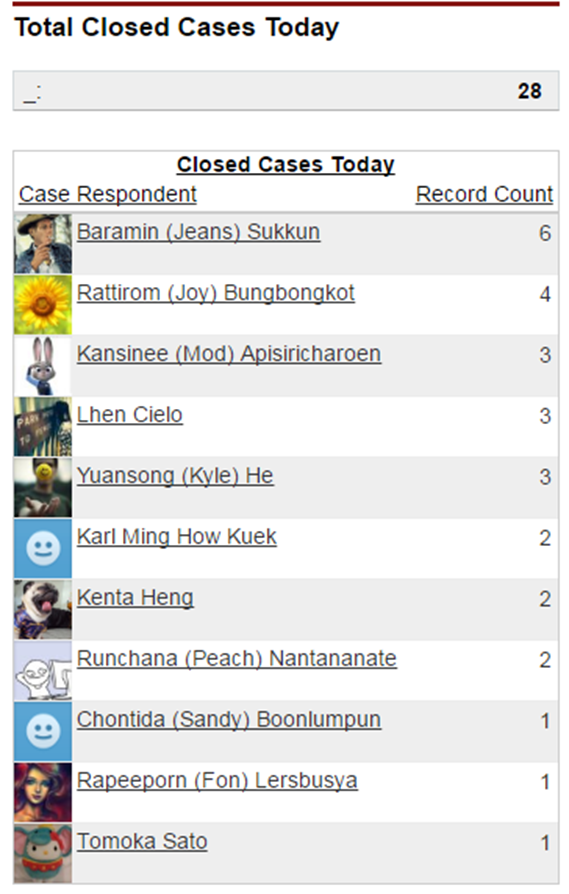 Total Closed Cases Today
_: 28
Closed Cases Today
Case Respondent Record Count
Baramin (Jeans) Sukkun 6
Rattirom (Joy) Bungbongkot 4
Kansinee (Mod) Apisiricharoen 3
Lhen Cielo 3
Yuansong (Kyle) He 3
Karl Ming How Kuek 2
Kenta Heng 2
Runchana (Peach) Nantananate 2
Chontida (Sandy) Boonlumpun 1
Rapeeporn (Fon) Lersbusya 1
Tomoka Sato 1